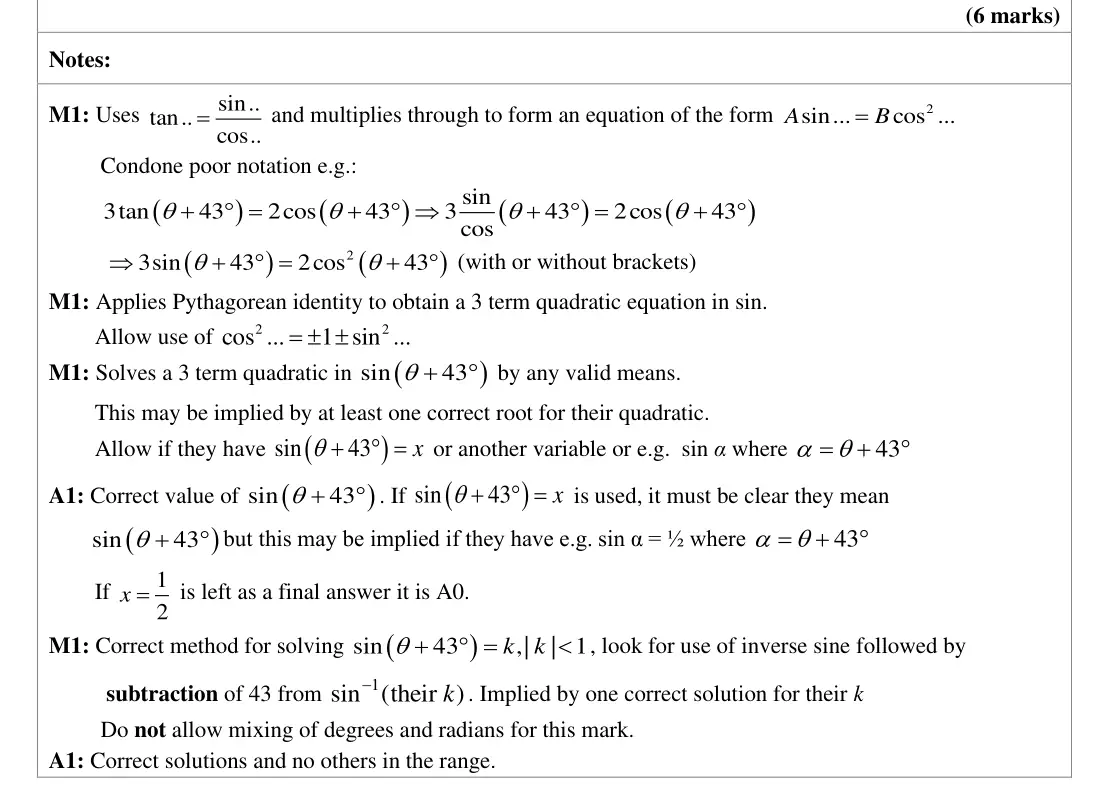 (6 marks)
Notes:
M1: Uses tan.. = sin../cos.. and multiplies through to form an equation of the form A sin... = B cos² ...
Condone poor notation e.g.:
3tan(θ + 43°) = 2cos(θ + 43°) ⇒ 3 sin/cos (θ + 43°) = 2cos(θ + 43°)
⇒ 3sin(θ + 43°) = 2cos² (θ + 43°) (with or without brackets)
M1: Applies Pythagorean identity to obtain a 3 term quadratic equation in sin.
Allow use of cos² ... = ±1 ± sin² ...
M1: Solves a 3 term quadratic in sin(θ + 43°) by any valid means.
This may be implied by at least one correct root for their quadratic.
Allow if they have sin(θ + 43°) = x or another variable or e.g. sin α where α = θ + 43°
A1: Correct value of sin(θ + 43°). If sin(θ + 43°) = x is used, it must be clear they mean
sin(θ + 43°) but this may be implied if they have e.g. sin α = ½ where α = θ + 43°
If x = 1/2 is left as a final answer it is A0.
M1: Correct method for solving sin(θ + 43°) = k, | k | < 1, look for use of inverse sine followed by
subtraction of 43 from sin⁻¹(their k). Implied by one correct solution for their k
Do not allow mixing of degrees and radians for this mark.
A1: Correct solutions and no others in the range.